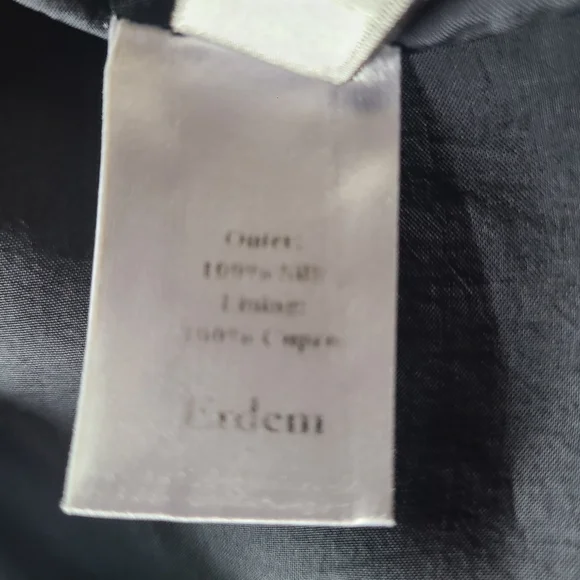 Outer:
100% Silk
Lining:
100% Cupro
Erdem